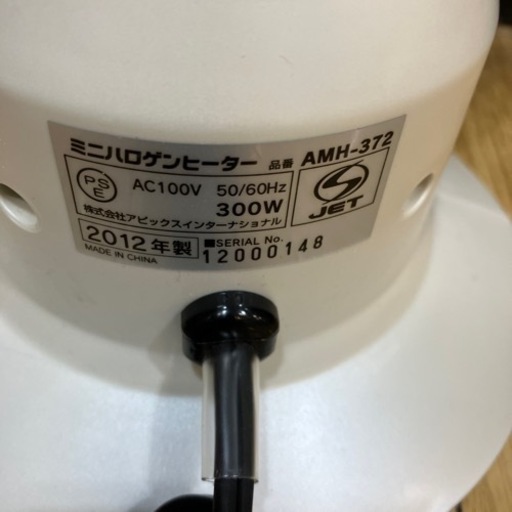 ミニハロゲンヒーター 品番 AMH-372
PSE AC100V 50/60Hz
300W
株式会社アピックスインターナショナル
JET
2012年製 ■SERIAL No.
MADE IN CHINA 12000148